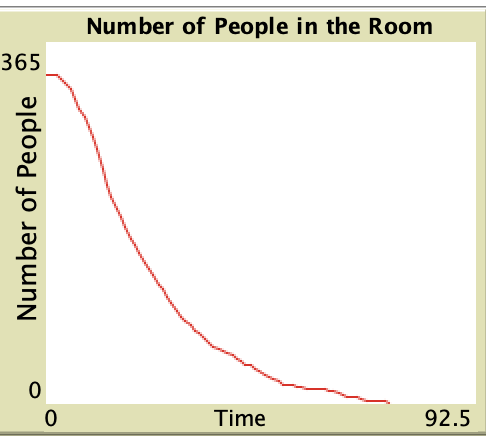 Number of People in the Room
365
Number of People
0
0 Time 92.5